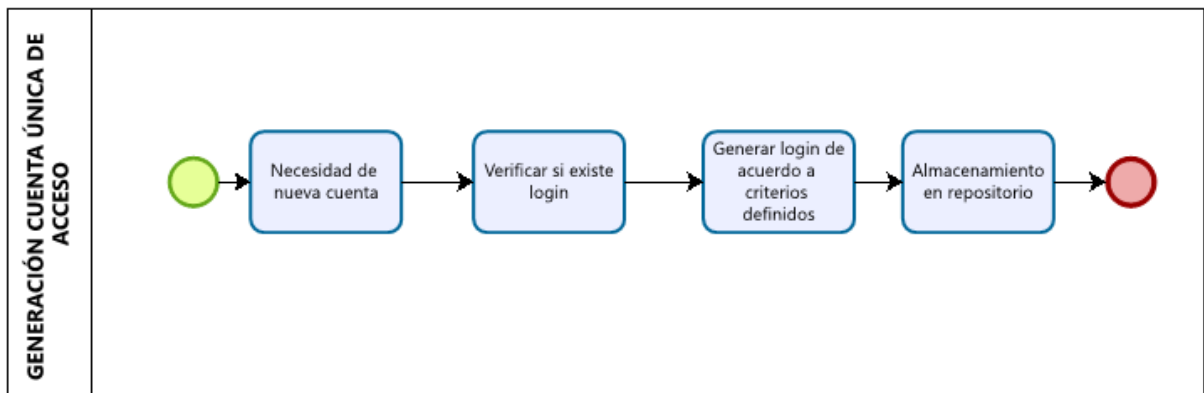 GENERACIÓN CUENTA ÚNICA DE
ACCESO
Necesidad de
nueva cuenta
Verificar si existe
login
Generar login de
acuerdo a
criterios
definidos
Almacenamiento
en repositorio